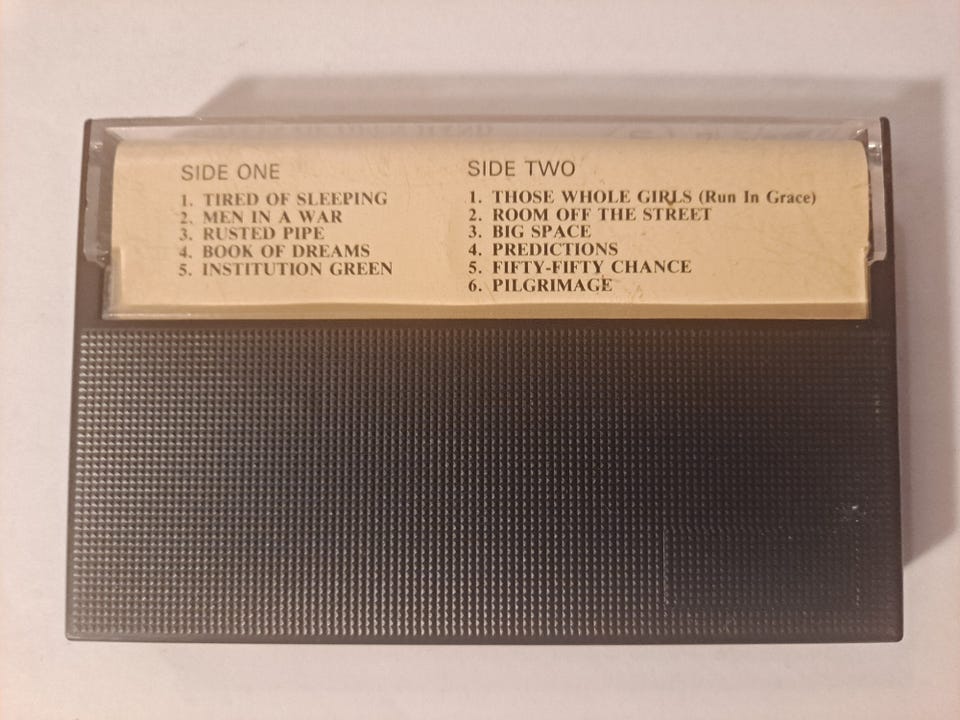 SIDE ONE
1. TIRED OF SLEEPING
2. MEN IN A WAR
3. RUSTED PIPE
4. BOOK OF DREAMS
5. INSTITUTION GREEN
SIDE TWO
1. THOSE WHOLE GIRLS (Run In Grace)
2. ROOM OFF THE STREET
3. BIG SPACE
4. PREDICTIONS
5. FIFTY-FIFTY CHANCE
6. PILGRIMAGE